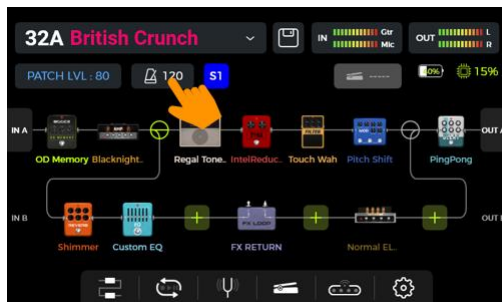 32A British Crunch
IN
Gtr
Mic
OUT
L
R
PATCH LVL : 80
120
S1
-----
15%
IN A
OUT
OD Memory
Blacknight..
Regal Tone..
IntelReduc..
Touch Wah
Pitch Shift
PingPong
IN B
FX LOOP
OUT
Shimmer
Custom EQ
FX RETURN
Normal EL..